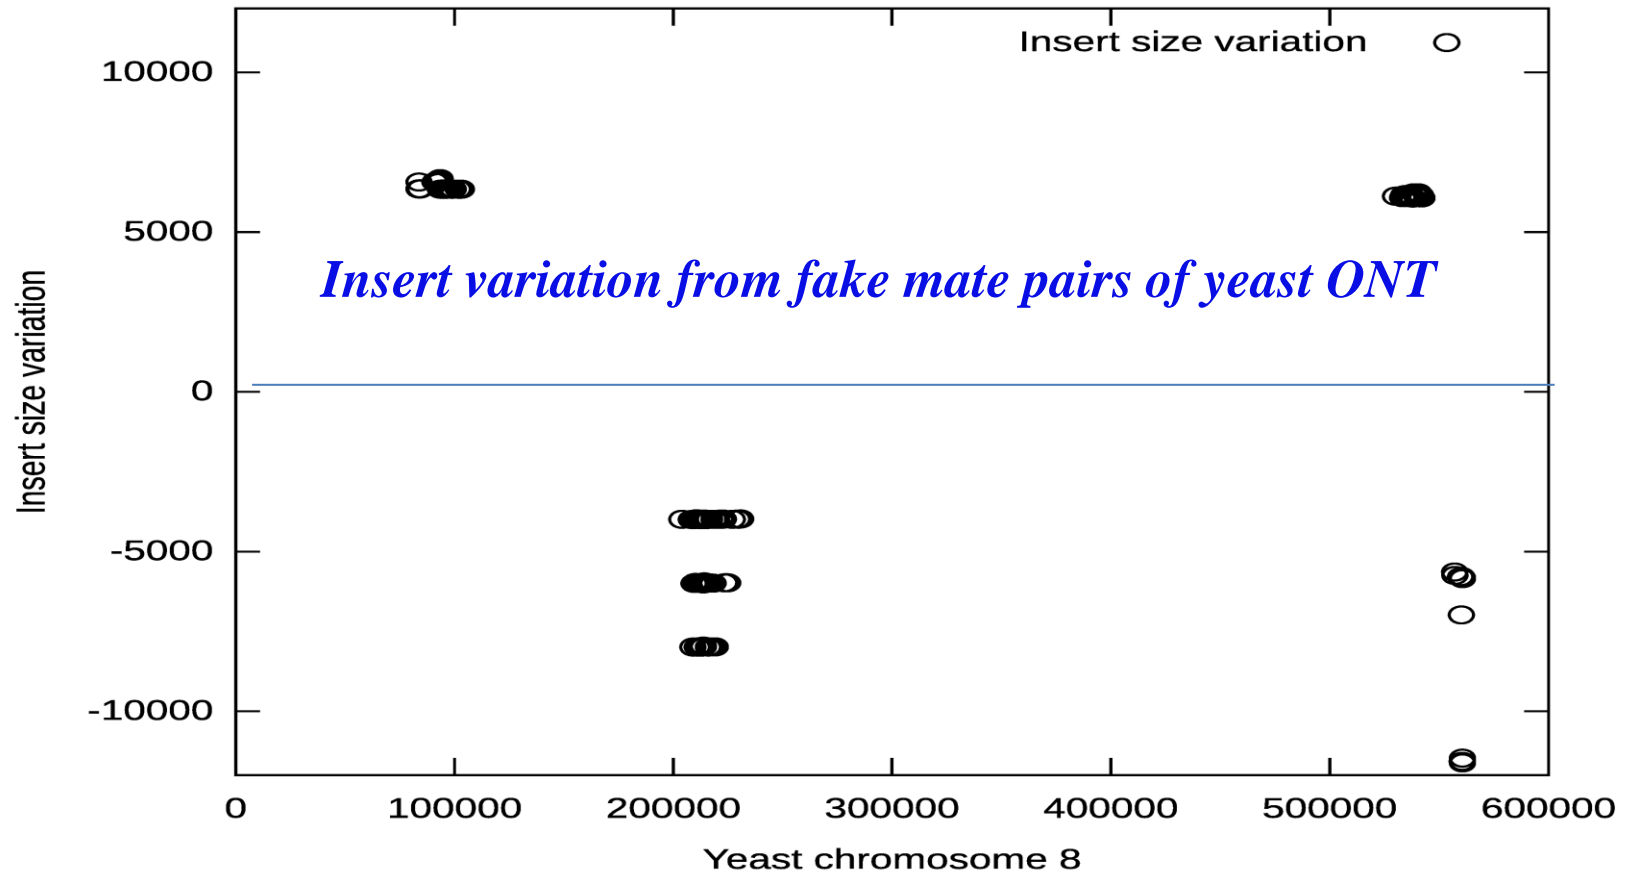 Insert size variation
10000
5000
Insert variation from fake mate pairs of yeast ONT
Insert size variation
0
-5000
-10000
0 100000 200000 300000 400000 500000 600000
Yeast chromosome 8